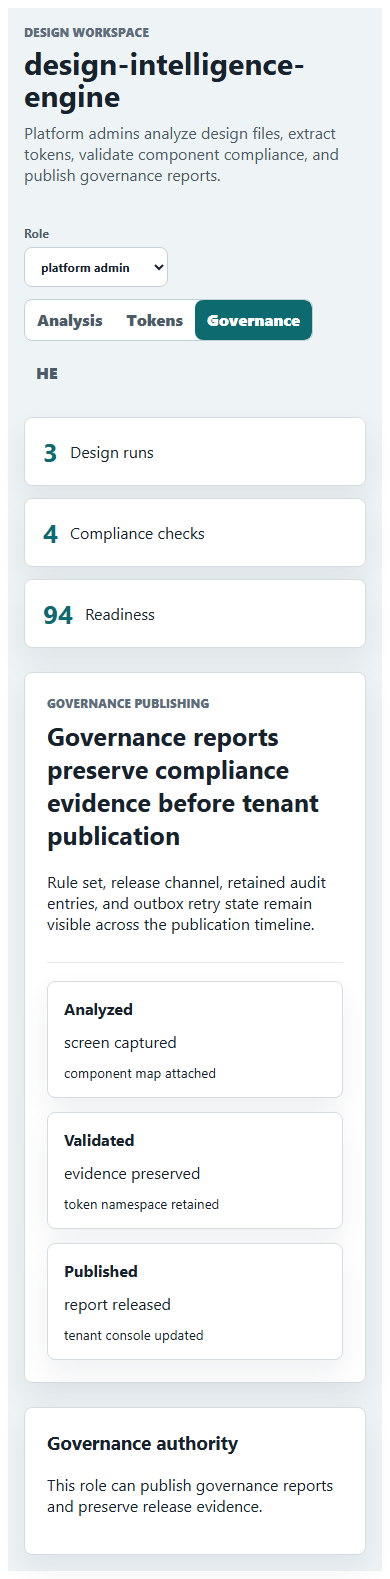 DESIGN WORKSPACE
design-intelligence-
engine
Platform admins analyze design files, extract
tokens, validate component compliance, and
publish governance reports.
Role
platform admin
Analysis Tokens Governance
HE
3 Design runs
4 Compliance checks
94 Readiness
GOVERNANCE PUBLISHING
Governance reports
preserve compliance
evidence before tenant
publication
Rule set, release channel, retained audit
entries, and outbox retry state remain
visible across the publication timeline.
Analyzed
screen captured
component map attached
Validated
evidence preserved
token namespace retained
Published
report released
tenant console updated
Governance authority
This role can publish governance reports
and preserve release evidence.